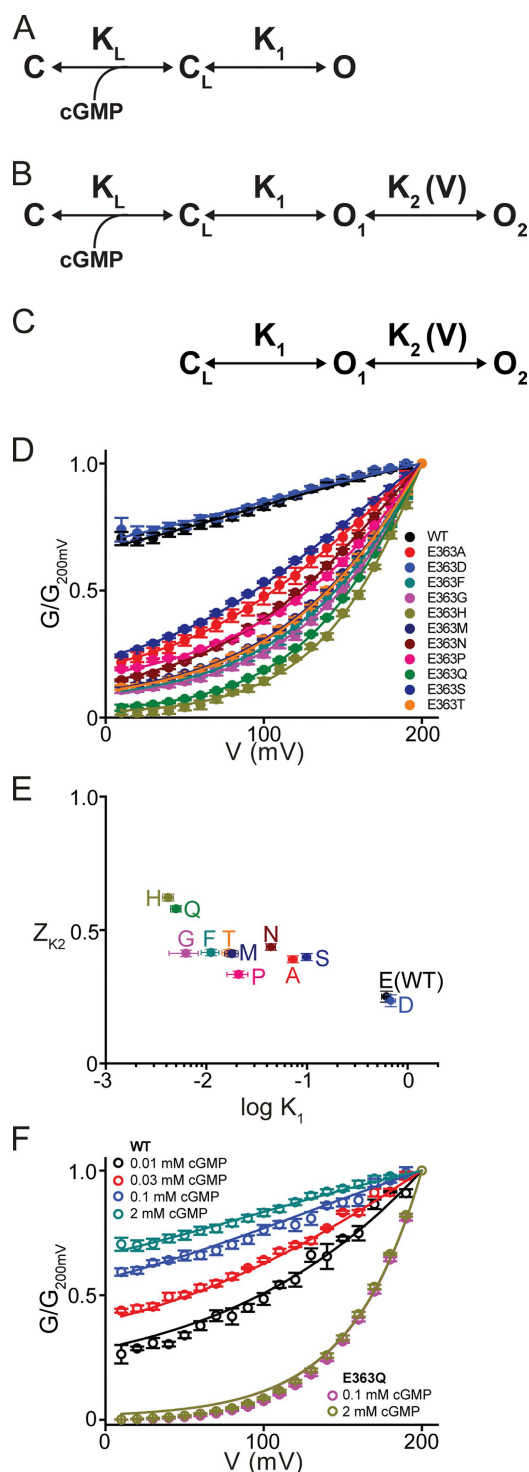 A
K_L
C C_L K_1 O
cGMP
B
K_L K_1 K_2 (V)
C C_L O_1 O_2
cGMP
C
K_1 K_2 (V)
C_L O_1 O_2
D
1.0
0.5
0
G/G_200mV
0 100 200
V (mV)
WT
E363A
E363D
E363F
E363G
E363H
E363M
E363N
E363P
E363Q
E363S
E363T
E
1.0
0.5
0
Z_K2
H Q
G F T M N
P A S
E(WT)
D
-3 -2 -1 0
log K_1
F
WT
0.01 mM cGMP
0.03 mM cGMP
0.1 mM cGMP
2 mM cGMP
1.0
0.5
0
G/G_200mV
E363Q
0.1 mM cGMP
2 mM cGMP
0 100 200
V (mV)